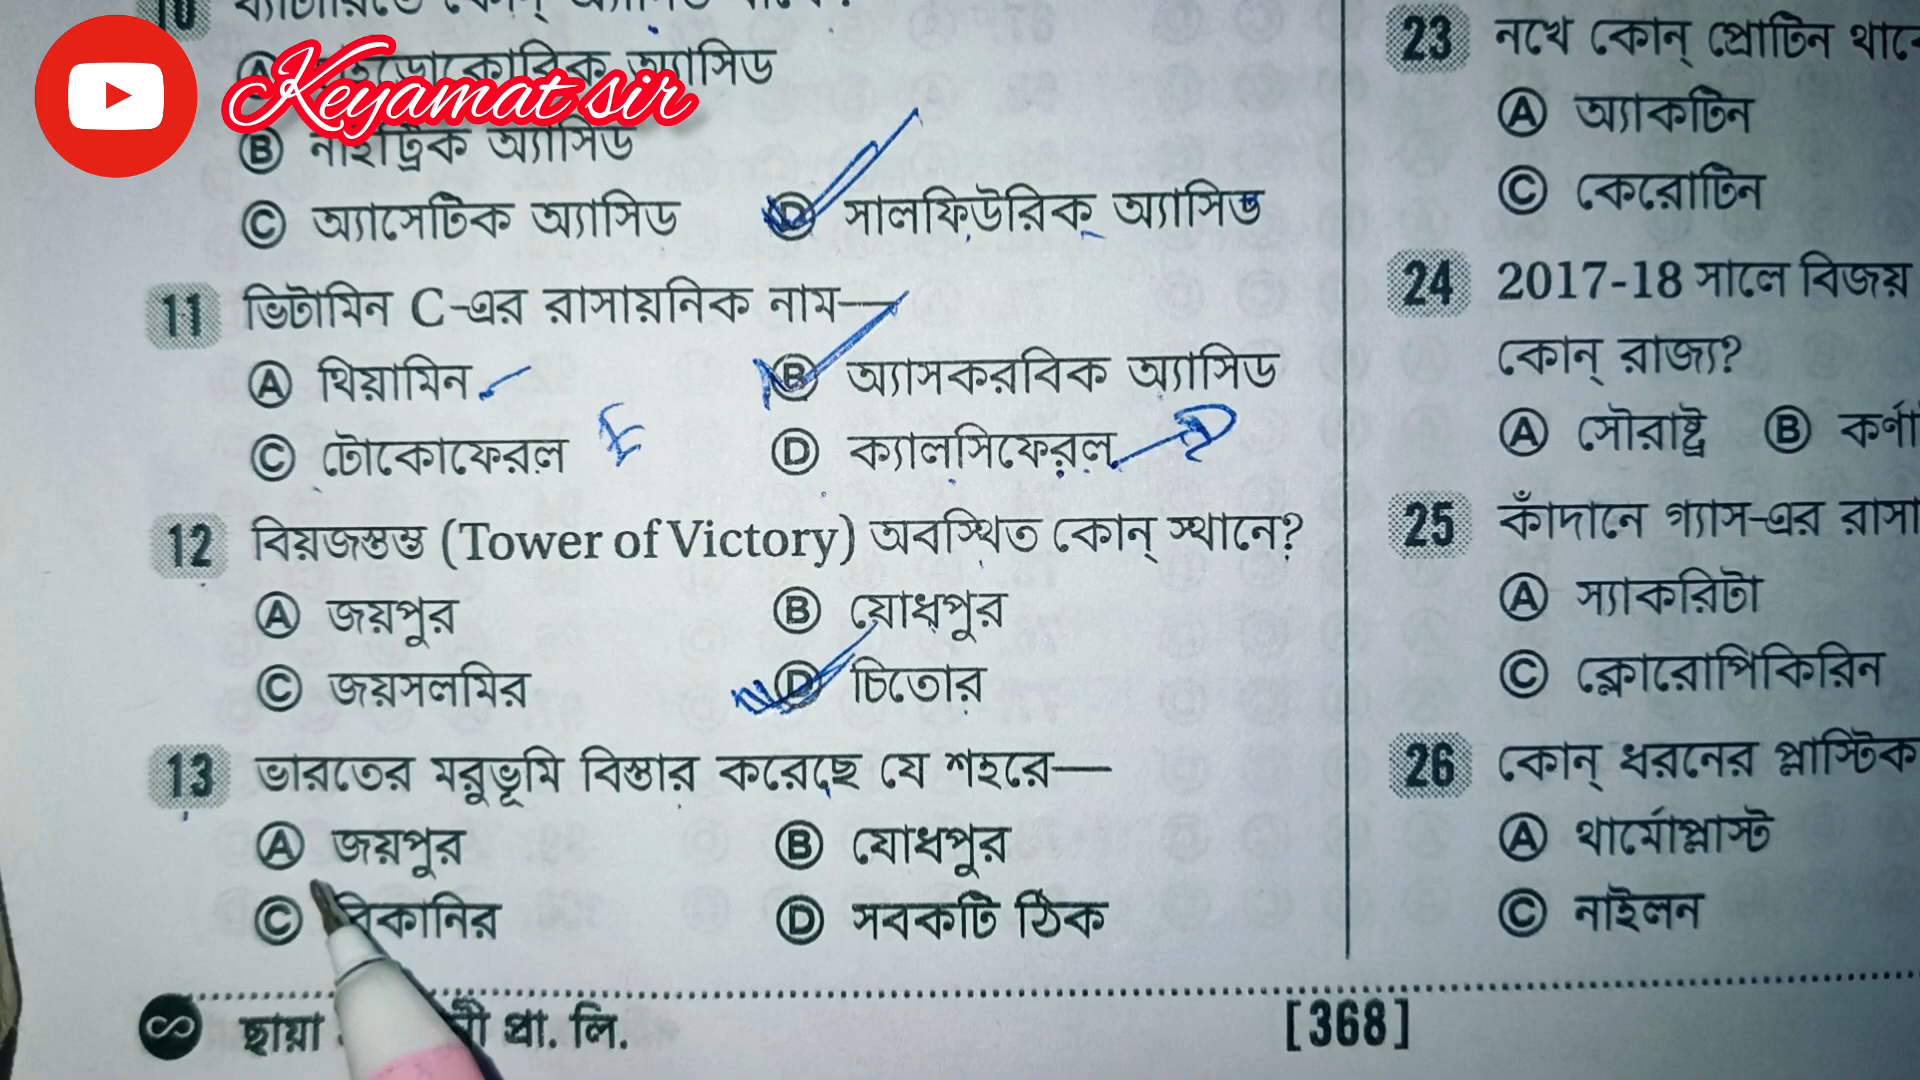 Keyamat sir
10
অ্যাসিড
B নাইট্রিক অ্যাসিড
C অ্যাসেটিক অ্যাসিড D সালফিউরিক অ্যাসিড
11 ভিটামিন C-এর রাসায়নিক নাম—
A থিয়ামিন B অ্যাসকরবিক অ্যাসিড
C টোকোফেরল E D ক্যালসিফেরল D
12 বিয়জস্তম্ভ (Tower of Victory) অবস্থিত কোন্ স্থানে?
A জয়পুর B যোধপুর
C জয়সলমির D চিতোর
13 ভারতের মরুভূমি বিস্তার করেছে যে শহরে—
A জয়পুর B যোধপুর
C বিকানির D সবকটি ঠিক
ছায়া প্রা. লি.
[368]
23 নখে কোন্ প্রোটিন থাকে
A অ্যাকটিন
C কেরোটিন
24 2017-18 সালে বিজয়
কোন্ রাজ্য?
A সৌরাষ্ট্র B কর্ণা
25 কাঁদানে গ্যাস-এর রাসা
A স্যাকরিটা
C ক্লোরোপিকিরিন
26 কোন্ ধরনের প্লাস্টিক
A থার্মোপ্লাস্ট
C নাইলন